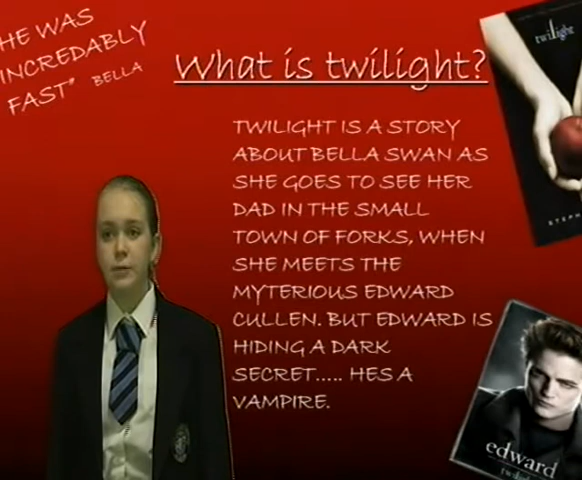 HE WAS
INCREDABLY
FAST" BELLA
What is twilight?
TWILIGHT IS A STORY
ABOUT BELLA SWAN AS
SHE GOES TO SEE HER
DAD IN THE SMALL
TOWN OF FORKS, WHEN
SHE MEETS THE
MYTERIOUS EDWARD
CULLEN. BUT EDWARD IS
HIDING A DARK
SECRET..... HES A
VAMPIRE.
twilight
STEPH
edward
twilight